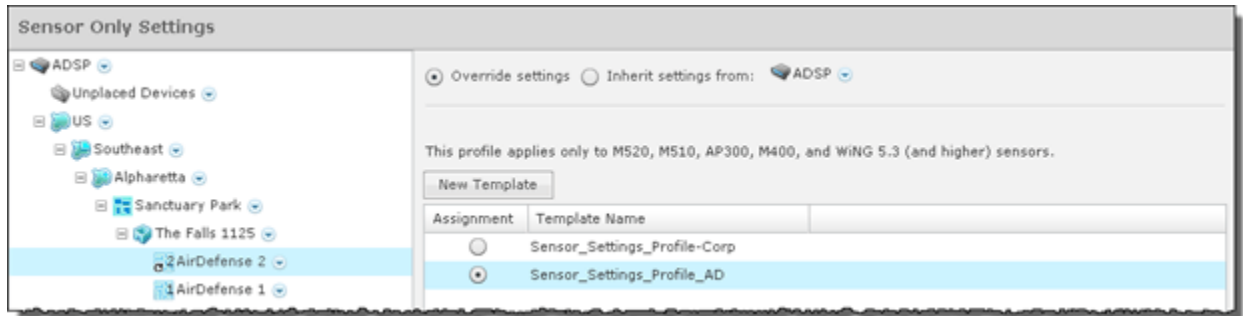 Sensor Only Settings
ADSP
Unplaced Devices
US
Southeast
Alpharetta
Sanctuary Park
The Falls 1125
2 AirDefense 2
1 AirDefense 1
Override settings Inherit settings from: ADSP
This profile applies only to M520, M510, AP300, M400, and WiNG 5.3 (and higher) sensors.
New Template
Assignment Template Name
Sensor_Settings_Profile-Corp
Sensor_Settings_Profile_AD